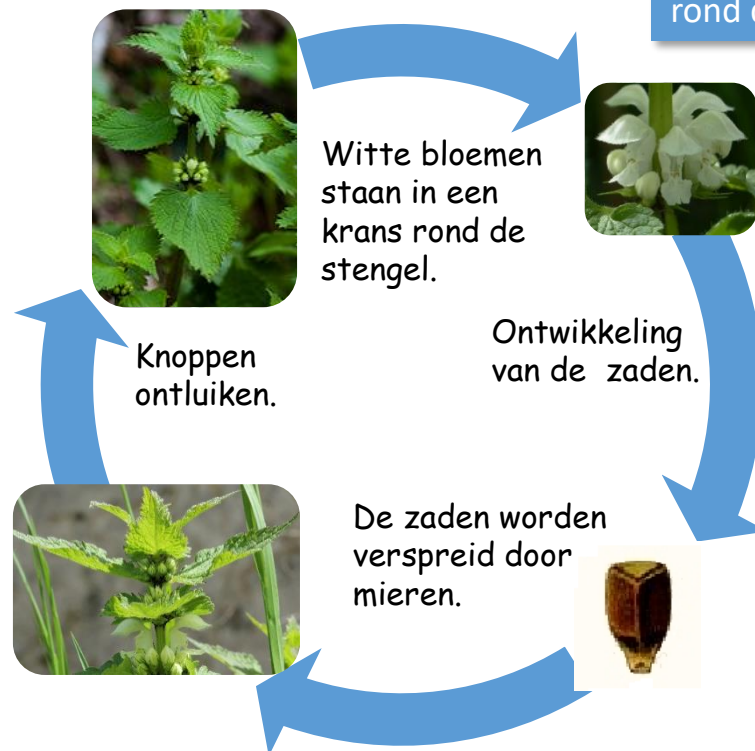 rond
Witte bloemen
staan in een
krans rond de
stengel.
Ontwikkeling
van de zaden.
Knoppen
ontluiken.
De zaden worden
verspreid door
mieren.